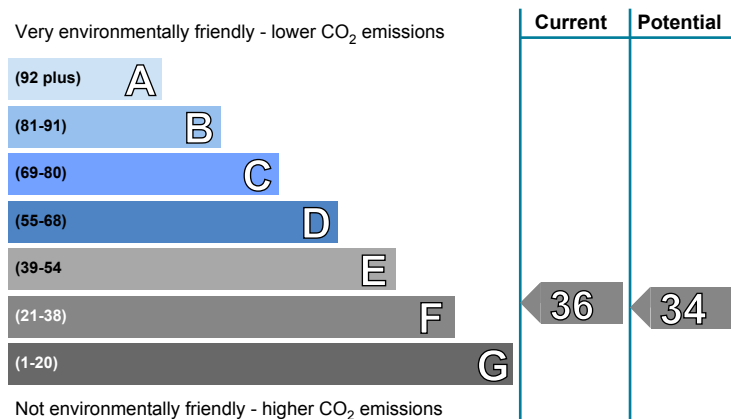 Current Potential
Very environmentally friendly - lower CO2 emissions
(92 plus) A
(81-91) B
(69-80) C
(55-68) D
(39-54 E
(21-38) F 36 34
(1-20) G
Not environmentally friendly - higher CO2 emissions